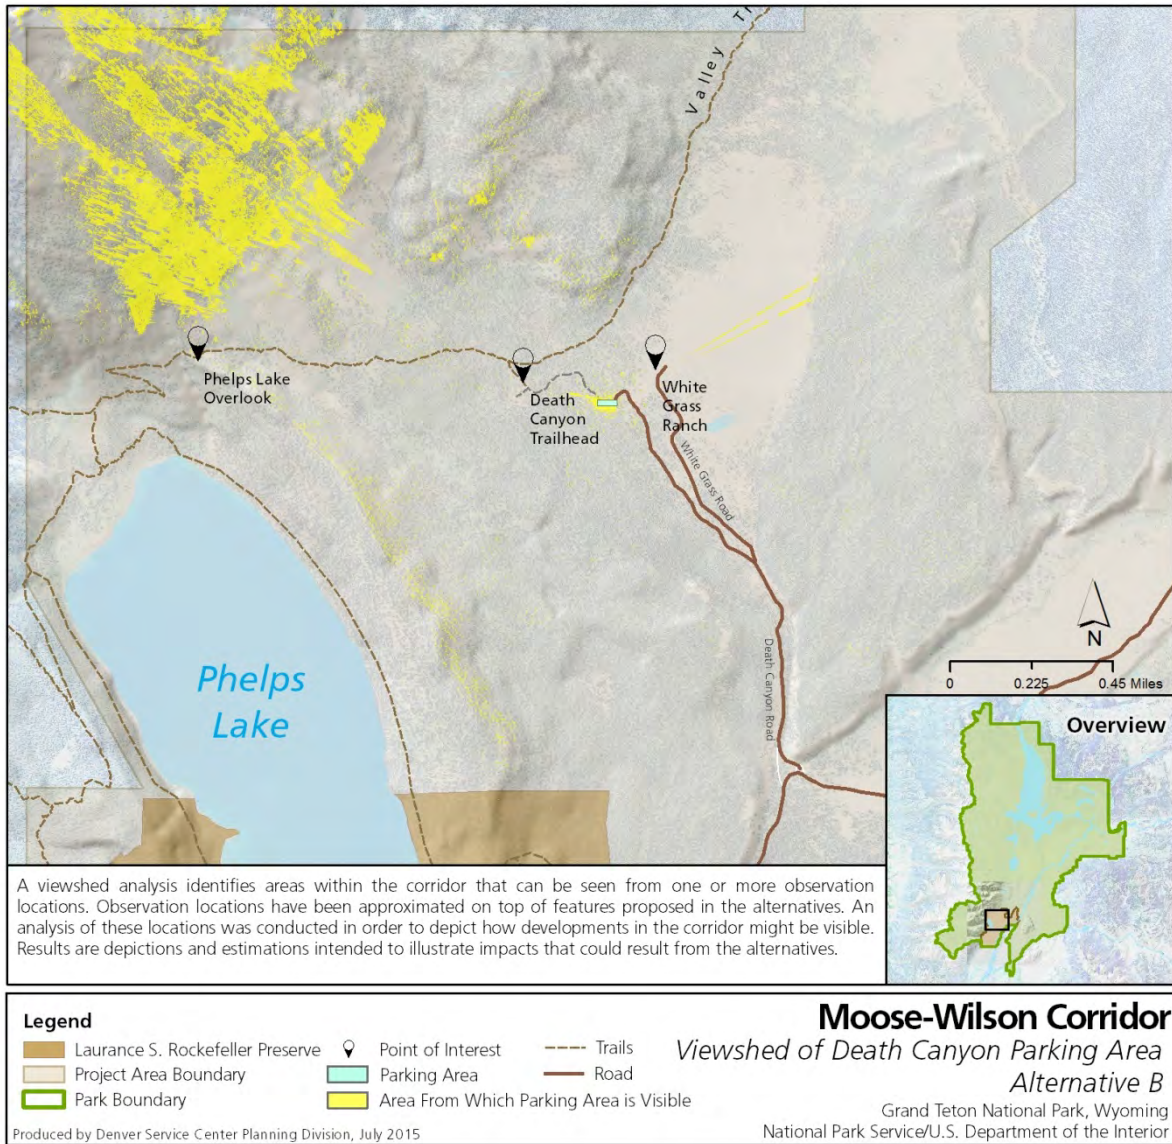 Valley Tr
Phelps Lake
Overlook
Death
Canyon
Trailhead
White
Grass
Ranch
White Grass Road
Death Canyon Road
Phelps
Lake
N
0 0.225 0.45 Miles
Overview
A viewshed analysis identifies areas within the corridor that can be seen from one or more observation
locations. Observation locations have been approximated on top of features proposed in the alternatives. An
analysis of these locations was conducted in order to depict how developments in the corridor might be visible.
Results are depictions and estimations intended to illustrate impacts that could result from the alternatives.
Legend
Laurance S. Rockefeller Preserve
Project Area Boundary
Park Boundary
Point of Interest
Parking Area
Area From Which Parking Area is Visible
Trails
Road
Produced by Denver Service Center Planning Division, July 2015
Moose-Wilson Corridor
Viewshed of Death Canyon Parking Area
Alternative B
Grand Teton National Park, Wyoming
National Park Service/U.S. Department of the Interior